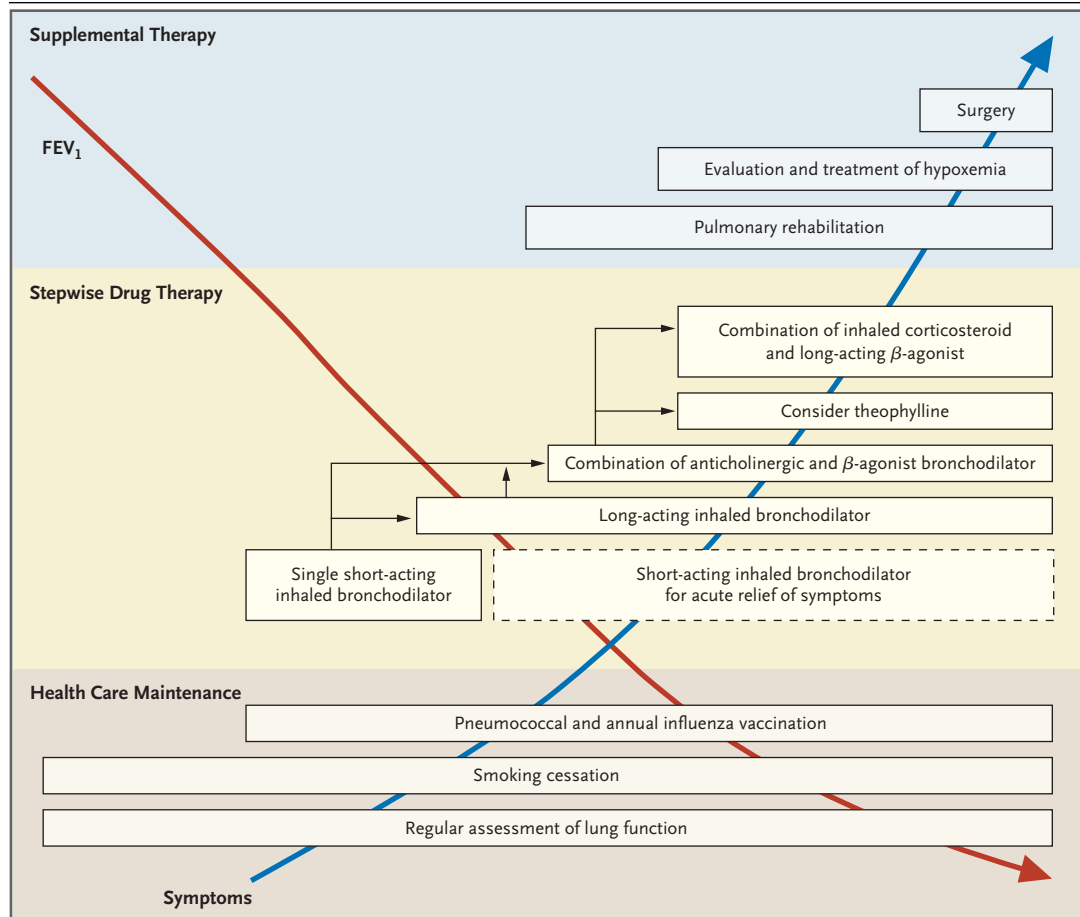 Supplemental Therapy
FEV₁
Surgery
Evaluation and treatment of hypoxemia
Pulmonary rehabilitation
Stepwise Drug Therapy
Combination of inhaled corticosteroid
and long-acting β-agonist
Consider theophylline
Combination of anticholinergic and β-agonist bronchodilator
Long-acting inhaled bronchodilator
Single short-acting
inhaled bronchodilator
Short-acting inhaled bronchodilator
for acute relief of symptoms
Health Care Maintenance
Pneumococcal and annual influenza vaccination
Smoking cessation
Regular assessment of lung function
Symptoms